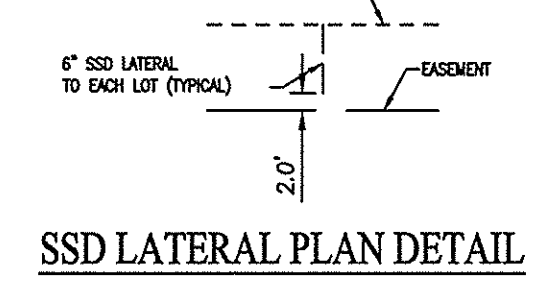 6" SSD LATERAL
TO EACH LOT (TYPICAL)
EASEMENT
2.0'
SSD LATERAL PLAN DETAIL